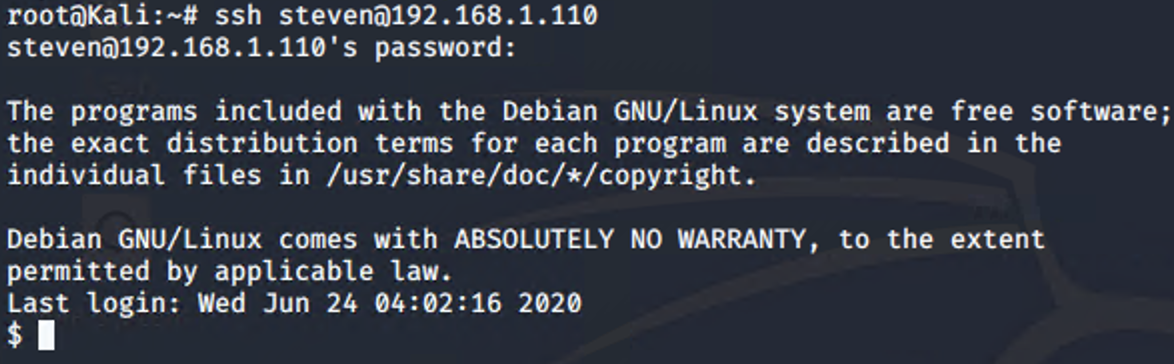 root@Kali:~# ssh steven@192.168.1.110
steven@192.168.1.110's password:
The programs included with the Debian GNU/Linux system are free software;
the exact distribution terms for each program are described in the
individual files in /usr/share/doc/*/copyright.
Debian GNU/Linux comes with ABSOLUTELY NO WARRANTY, to the extent
permitted by applicable law.
Last login: Wed Jun 24 04:02:16 2020
$